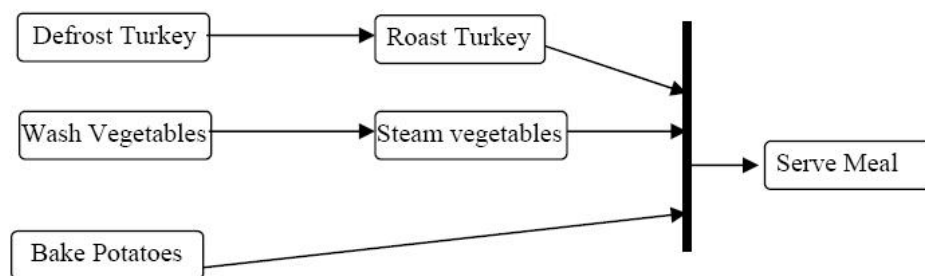 Defrost Turkey
Roast Turkey
Wash Vegetables
Steam vegetables
Serve Meal
Bake Potatoes